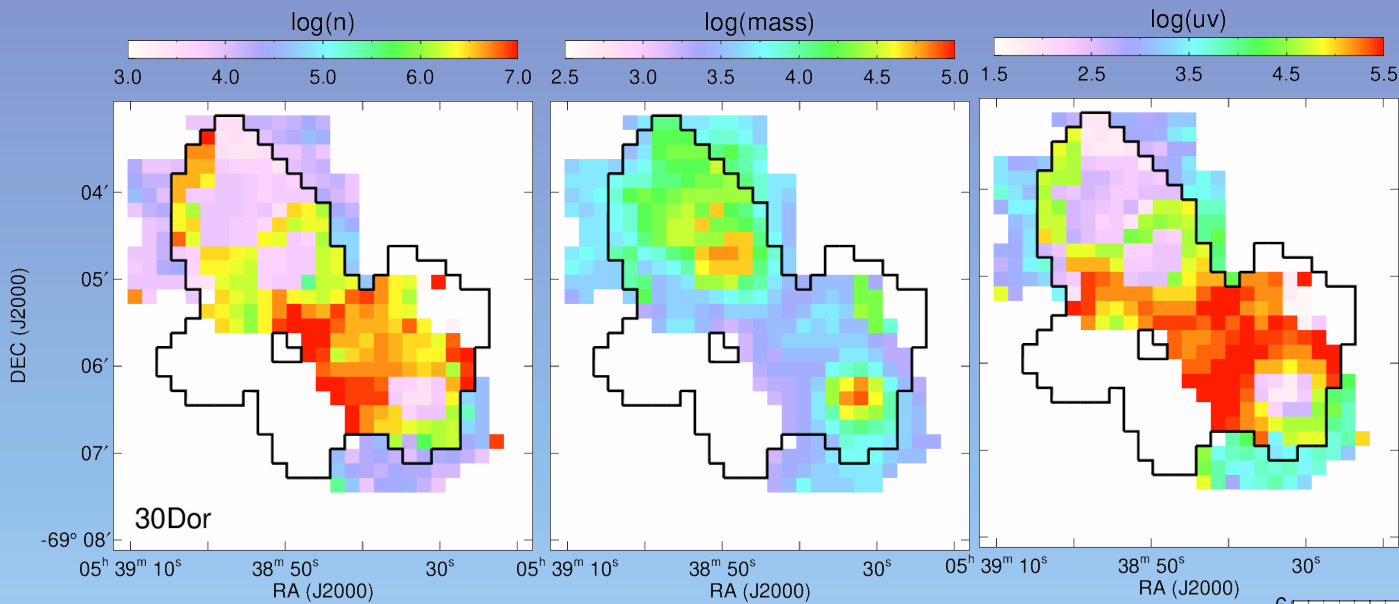 log(n)
3.0 4.0 5.0 6.0 7.0
log(mass)
2.5 3.0 3.5 4.0 4.5 5.0
log(uv)
1.5 2.5 3.5 4.5 5.5
DEC (J2000)
04′
05′
06′
07′
-69° 08′
30Dor
05ʰ 39ᵐ 10ˢ 38ᵐ 50ˢ 30ˢ
RA (J2000)
05ʰ 39ᵐ 10ˢ 38ᵐ 50ˢ 30ˢ
RA (J2000)
05ʰ 39ᵐ 10ˢ 38ᵐ 50ˢ 30ˢ
RA (J2000)
6